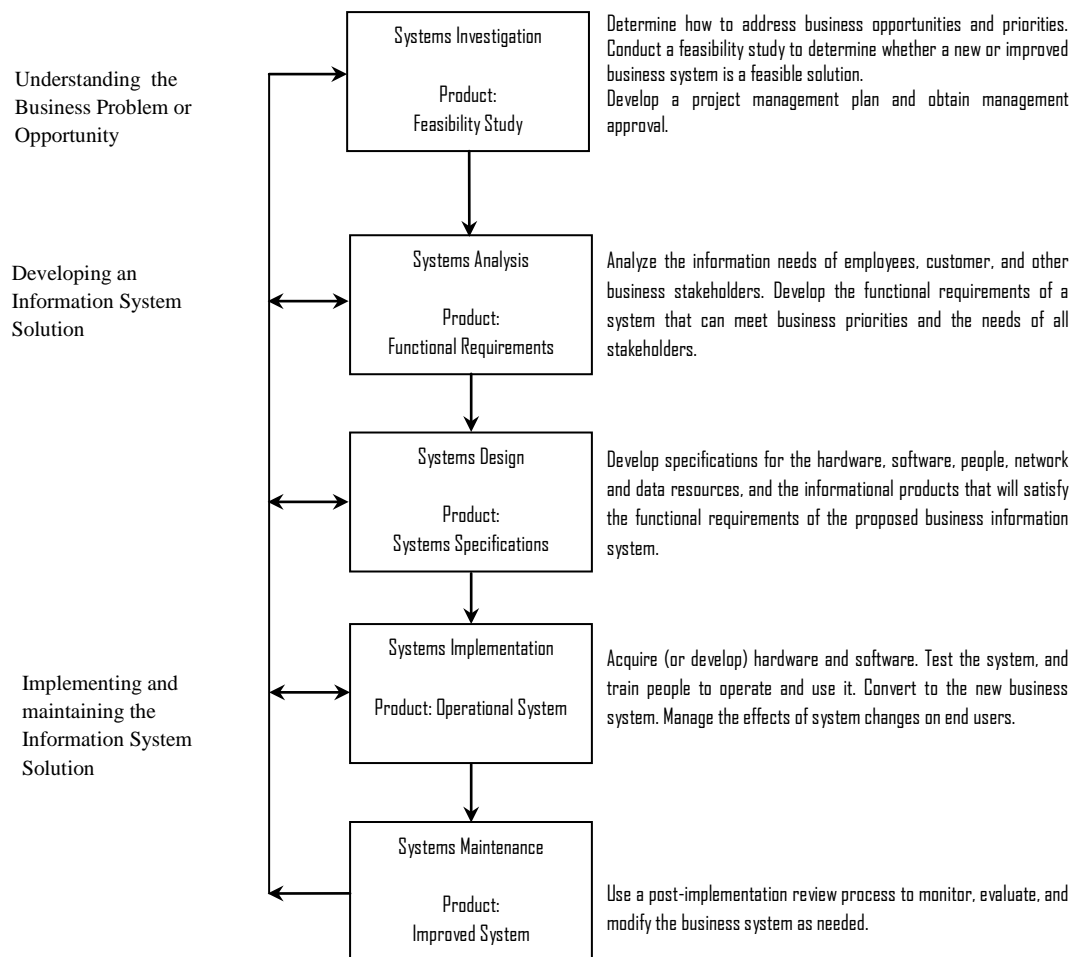 Understanding the
Business Problem or
Opportunity
Systems Investigation
Product:
Feasibility Study
Determine how to address business opportunities and priorities.
Conduct a feasibility study to determine whether a new or improved
business system is a feasible solution.
Develop a project management plan and obtain management
approval.
Developing an
Information System
Solution
Systems Analysis
Product:
Functional Requirements
Analyze the information needs of employees, customer, and other
business stakeholders. Develop the functional requirements of a
system that can meet business priorities and the needs of all
stakeholders.
Systems Design
Product:
Systems Specifications
Develop specifications for the hardware, software, people, network
and data resources, and the informational products that will satisfy
the functional requirements of the proposed business information
system.
Implementing and
maintaining the
Information System
Solution
Systems Implementation
Product: Operational System
Acquire (or develop) hardware and software. Test the system, and
train people to operate and use it. Convert to the new business
system. Manage the effects of system changes on end users.
Systems Maintenance
Product:
Improved System
Use a post-implementation review process to monitor, evaluate, and
modify the business system as needed.